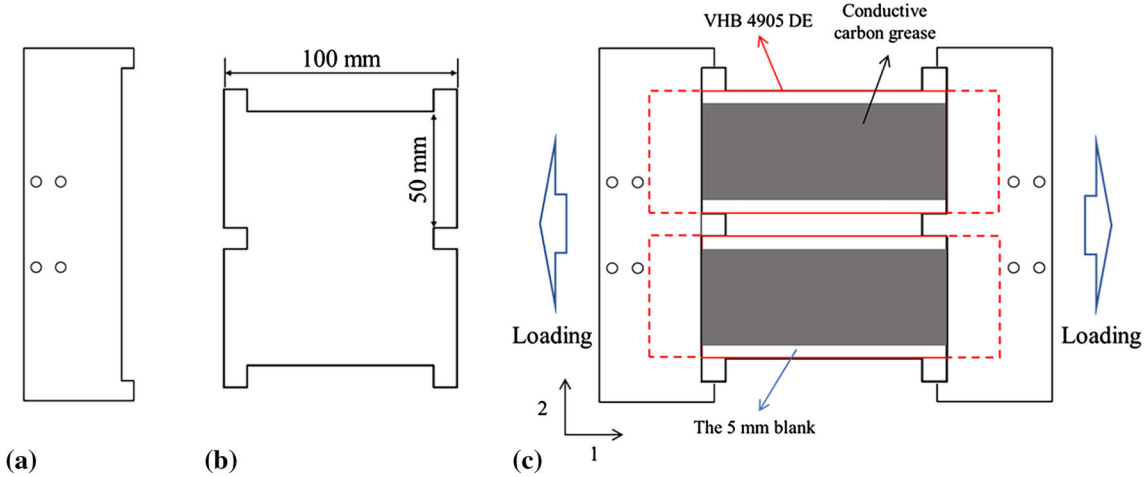 VHB 4905 DE
Conductive
carbon grease
100 mm
50 mm
Loading
Loading
2
1
The 5 mm blank
(a)
(b)
(c)